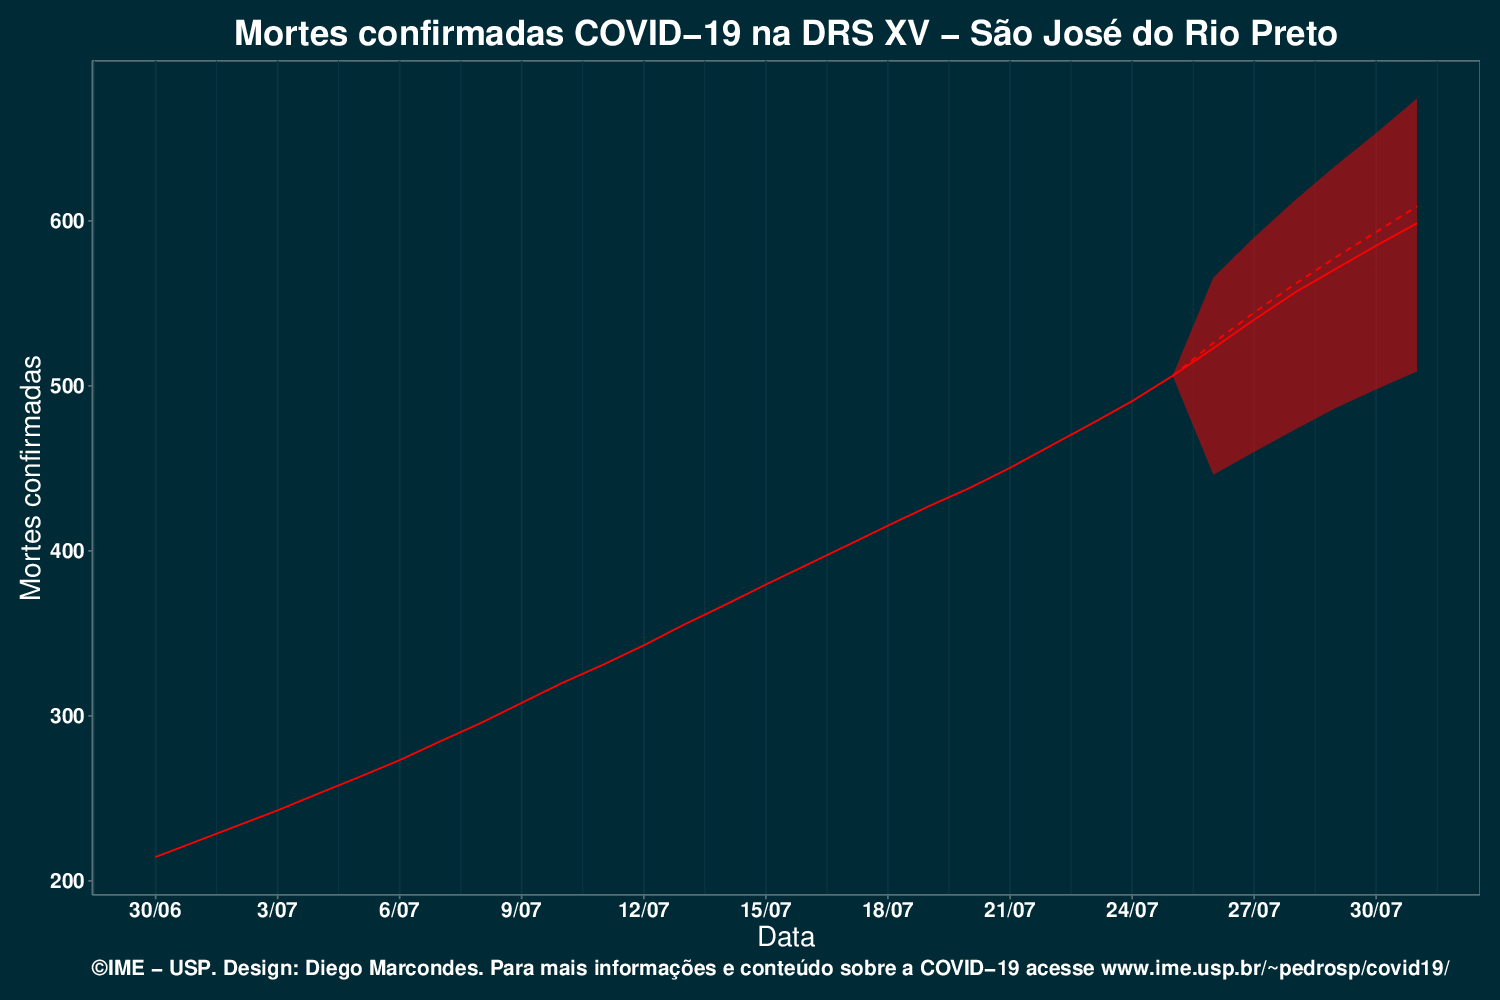 Mortes confirmadas COVID−19 na DRS XV − São José do Rio Preto
Mortes confirmadas
600
500
400
300
200
30/06 3/07 6/07 9/07 12/07 15/07 18/07 21/07 24/07 27/07 30/07
Data
©IME − USP. Design: Diego Marcondes. Para mais informações e conteúdo sobre a COVID−19 acesse www.ime.usp.br/~pedrosp/covid19/